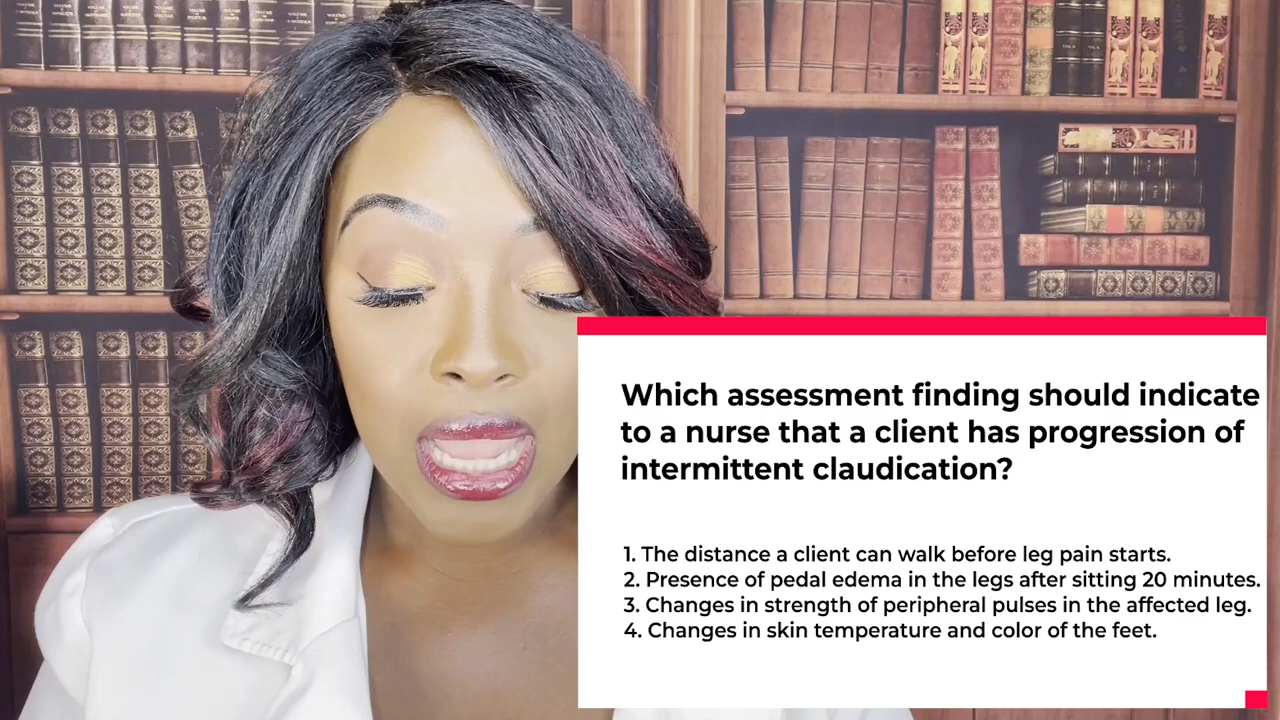 Which assessment finding should indicate
to a nurse that a client has progression of
intermittent claudication?
1. The distance a client can walk before leg pain starts.
2. Presence of pedal edema in the legs after sitting 20 minutes.
3. Changes in strength of peripheral pulses in the affected leg.
4. Changes in skin temperature and color of the feet.